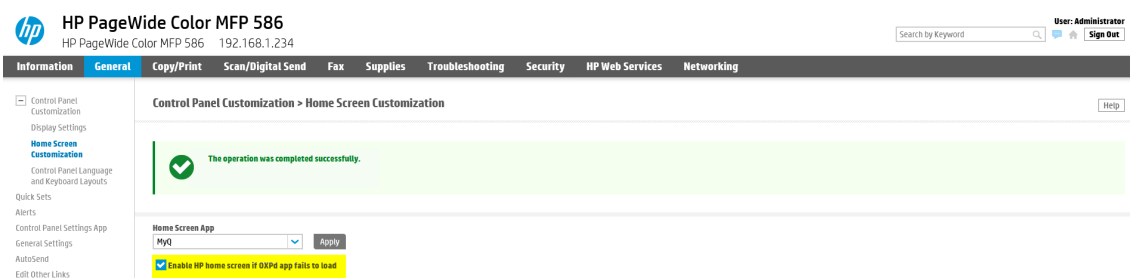 hp
HP PageWide Color MFP 586
HP PageWide Color MFP 586 192.168.1.234
User: Administrator
Search by Keyword
Sign Out
Information General Copy/Print Scan/Digital Send Fax Supplies Troubleshooting Security HP Web Services Networking
Control Panel
Customization
Display Settings
Home Screen
Customization
Control Panel Language
and Keyboard Layouts
Quick Sets
Alerts
Control Panel Settings App
General Settings
AutoSend
Edit Other Links
Control Panel Customization > Home Screen Customization
Help
The operation was completed successfully.
Home Screen App
MyQ
Apply
Enable HP home screen if OXPd app fails to load